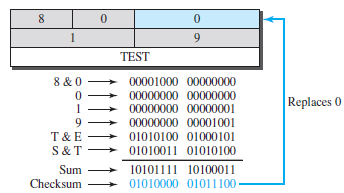 8 0 0
1 9
TEST
8 & 0 00001000 00000000
0 00000000 00000000
1 00000000 00000001
9 00000000 00001001
T & E 01010100 01000101
S & T 01010011 01010100
Sum 10101111 10100011
Checksum 01010000 01011100
Replaces 0